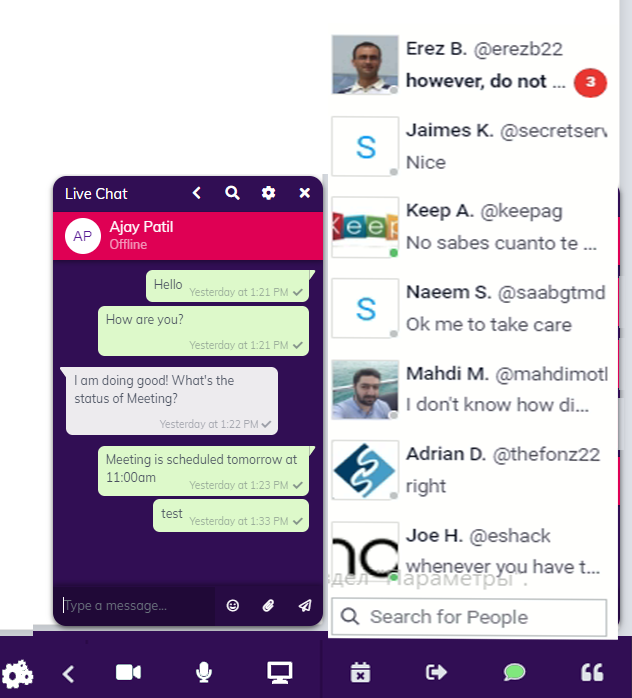 Erez B. @erezb22
however, do not ...
3
S
Jaimes K. @secretserv
Nice
Keep
Keep A. @keepag
No sabes cuanto te ...
S
Naeem S. @saabgtmd
Ok me to take care
Mahdi M. @mahdimotl
I don't know how di...
Adrian D. @thefonz22
right
Joe H. @eshack
whenever you have t...
здел "Параметры".
Search for People
Live Chat
AP
Ajay Patil
Offline
Hello
Yesterday at 1:21 PM
How are you?
Yesterday at 1:21 PM
I am doing good! What's the
status of Meeting?
Yesterday at 1:22 PM
Meeting is scheduled tomorrow at
11:00am
Yesterday at 1:23 PM
test
Yesterday at 1:33 PM
Type a message...